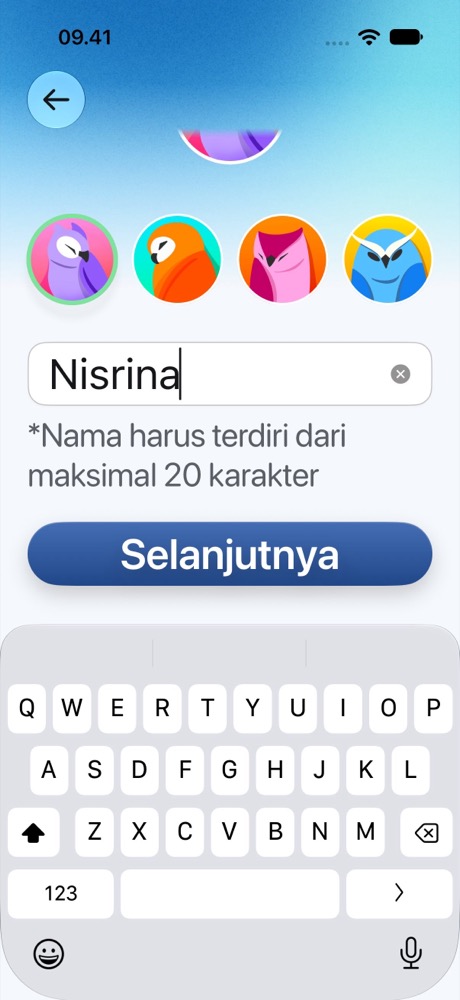 09.41
Nisrina
*Nama harus terdiri dari
maksimal 20 karakter
Selanjutnya
Q W E R T Y U I O P
A S D F G H J K L
Z X C V B N M
123